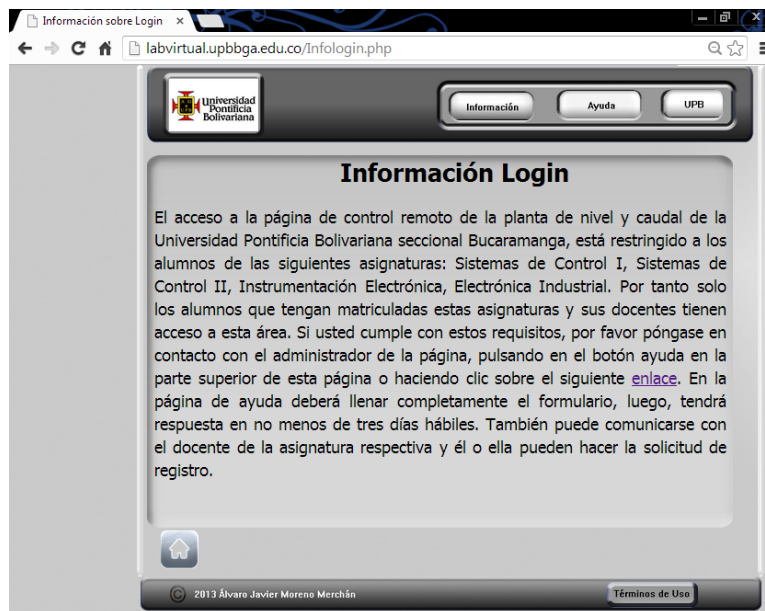 Información sobre Login
labvirtual.upbbga.edu.co/Infologin.php
Universidad
Pontificia
Bolivariana
Información
Ayuda
UPB
Información Login
El acceso a la página de control remoto de la planta de nivel y caudal de la
Universidad Pontificia Bolivariana seccional Bucaramanga, está restringido a los
alumnos de las siguientes asignaturas: Sistemas de Control I, Sistemas de
Control II, Instrumentación Electrónica, Electrónica Industrial. Por tanto solo
los alumnos que tengan matriculadas estas asignaturas y sus docentes tienen
acceso a esta área. Si usted cumple con estos requisitos, por favor póngase en
contacto con el administrador de la página, pulsando en el botón ayuda en la
parte superior de esta página o haciendo clic sobre el siguiente enlace. En la
página de ayuda deberá llenar completamente el formulario, luego, tendrá
respuesta en no menos de tres días hábiles. También puede comunicarse con
el docente de la asignatura respectiva y él o ella pueden hacer la solicitud de
registro.
© 2013 Álvaro Javier Moreno Merchán
Términos de Uso